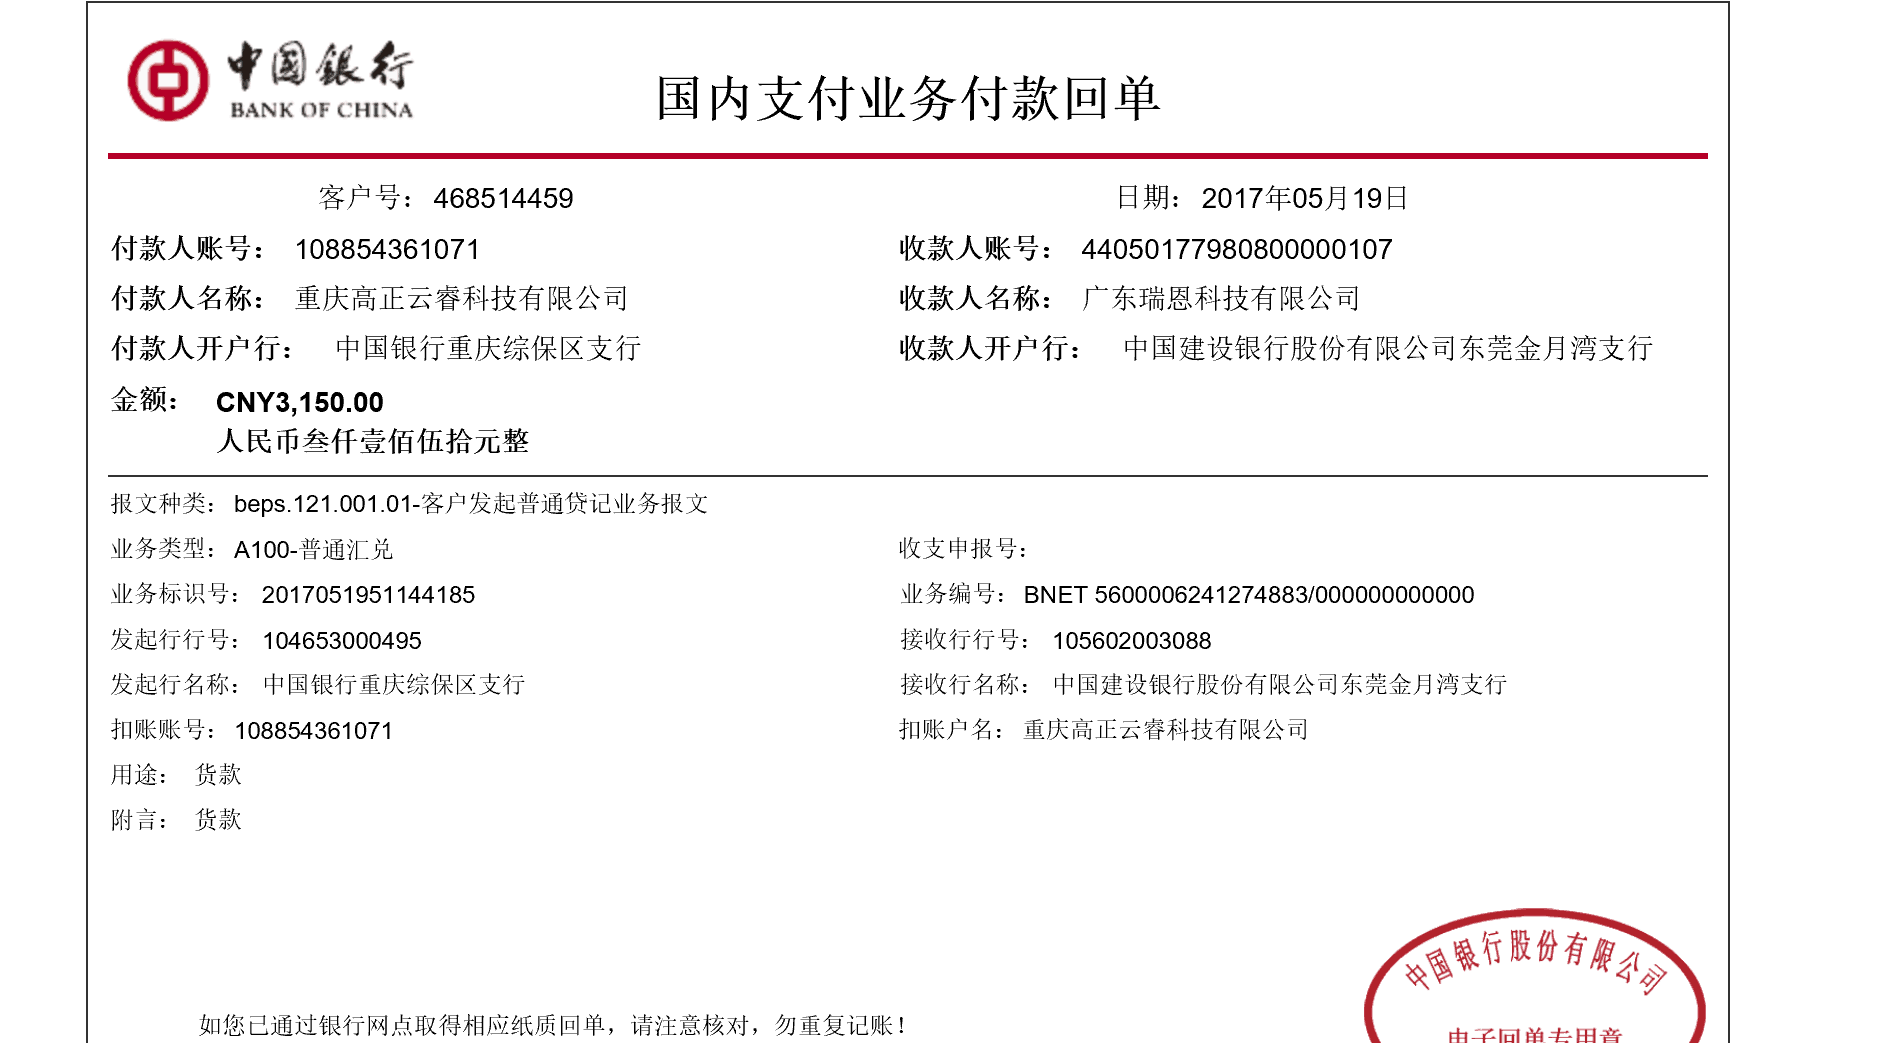 中国银行
BANK OF CHINA
国内支付业务付款回单
客户号： 468514459 日期： 2017年05月19日
付款人账号： 108854361071 收款人账号： 44050177980800000107
付款人名称： 重庆高正云睿科技有限公司 收款人名称： 广东瑞恩科技有限公司
付款人开户行： 中国银行重庆综保区支行 收款人开户行： 中国建设银行股份有限公司东莞金月湾支行
金额： CNY3,150.00
人民币叁仟壹佰伍拾元整
报文种类： beps.121.001.01-客户发起普通贷记业务报文
业务类型： A100-普通汇兑 收支申报号：
业务标识号： 2017051951144185 业务编号： BNET 5600006241274883/000000000000
发起行行号： 104653000495 接收行行号： 105602003088
发起行名称： 中国银行重庆综保区支行 接收行名称： 中国建设银行股份有限公司东莞金月湾支行
扣账账号： 108854361071 扣账户名： 重庆高正云睿科技有限公司
用途： 货款
附言： 货款
中国银行股份有限公司
如您已通过银行网点取得相应纸质回单，请注意核对，勿重复记账！
电子回单专用章